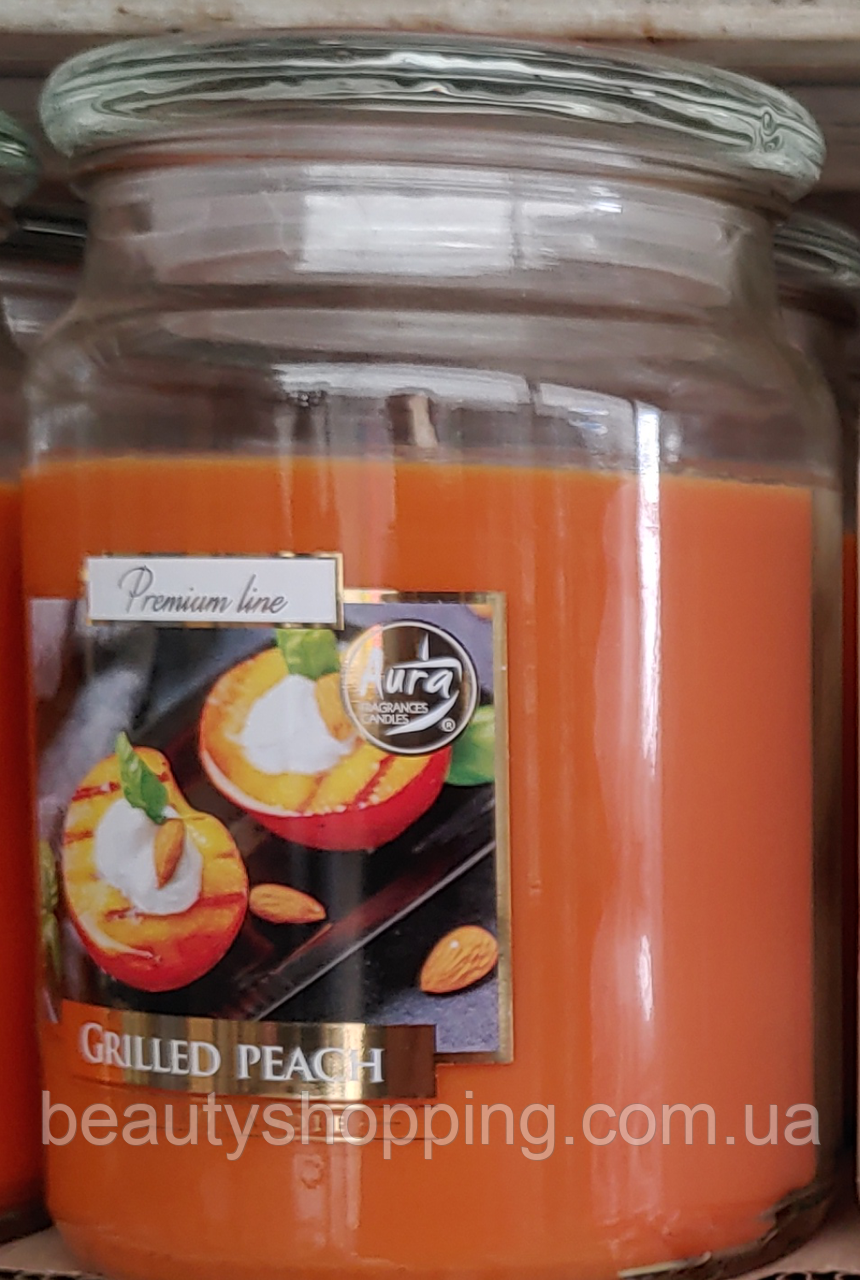 Premium line
Aura
FRAGRANCES
CANDLES
®
GRILLED PEACH
beautyshopping.com.ua